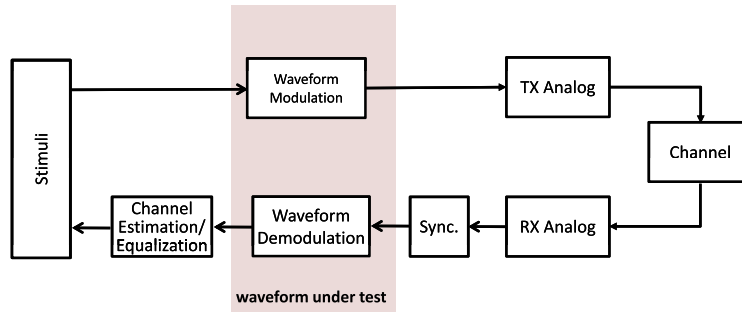 Stimuli
Waveform
Modulation
TX Analog
Channel
Channel
Estimation/
Equalization
Waveform
Demodulation
Sync.
RX Analog
waveform under test